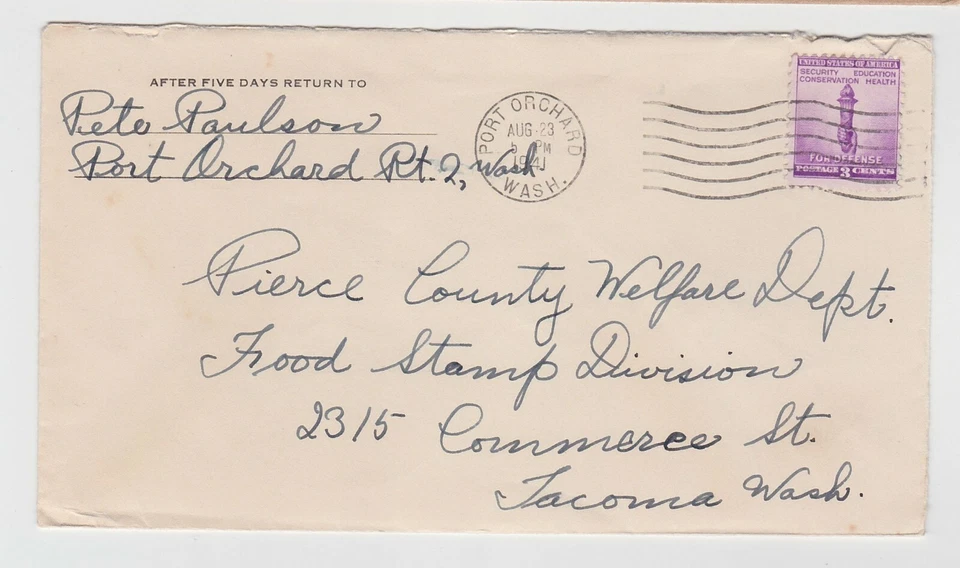 AFTER FIVE DAYS RETURN TO
Pete Paulson
Port Orchard Rt. 2, Wash
PORT ORCHARD
AUG 23
5 PM
1941
WASH.
UNITED STATES OF AMERICA
SECURITY EDUCATION
CONSERVATION HEALTH
FOR DEFENSE
POSTAGE 3 CENTS
Pierce County Welfare Dept.
Food Stamp Division
2315 Commerce St.
Tacoma Wash.